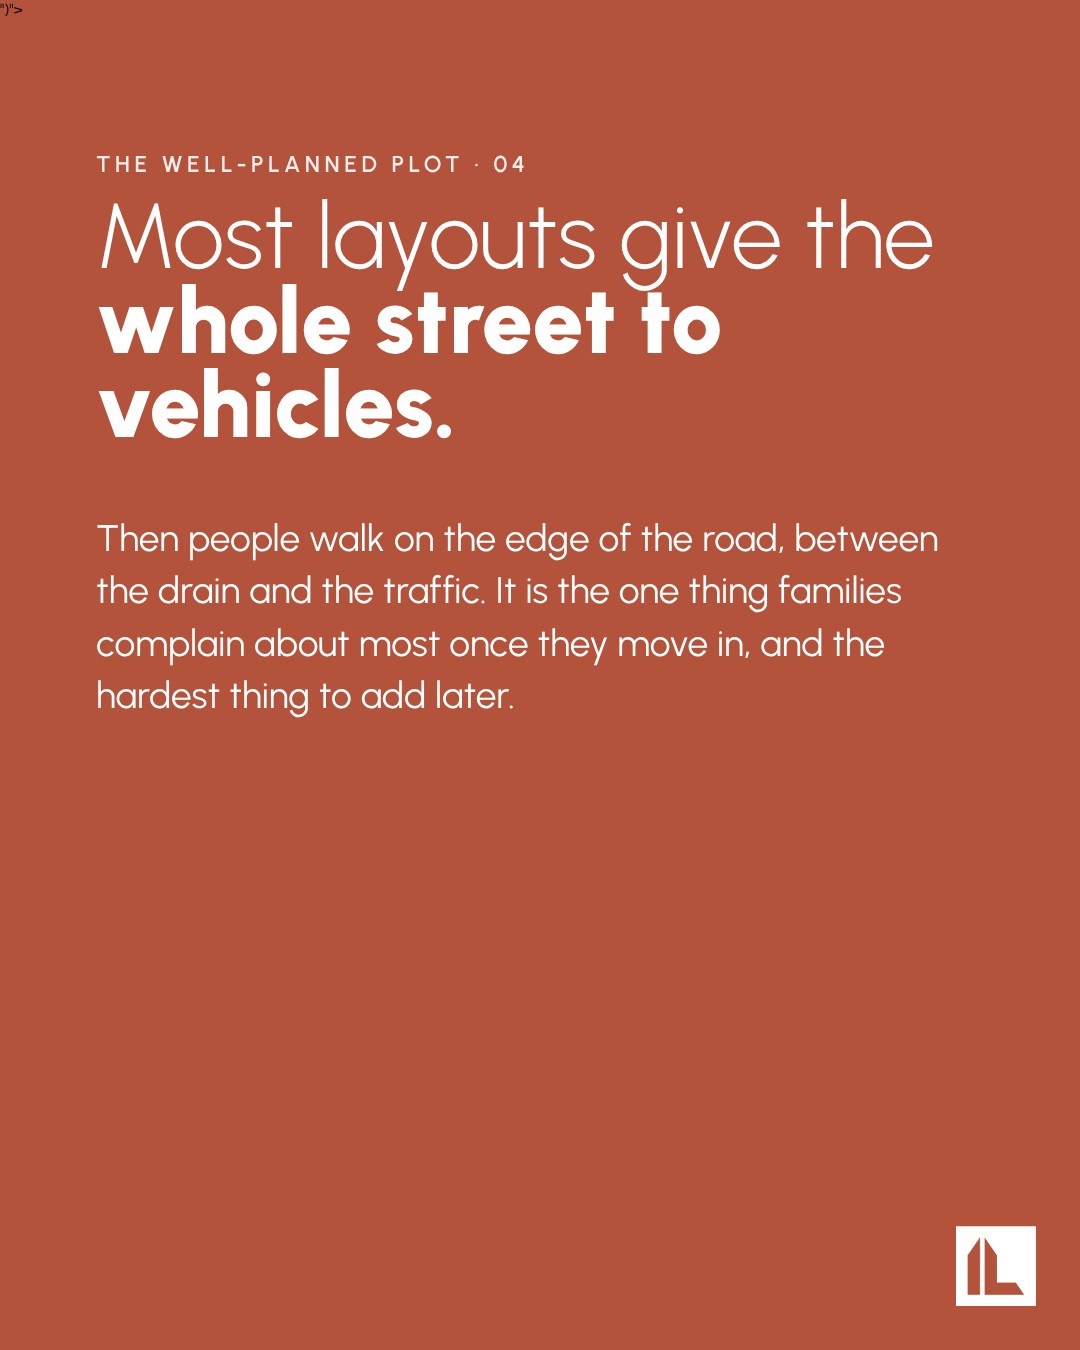 ")">
THE WELL-PLANNED PLOT · 04
Most layouts give the
whole street to
vehicles.
Then people walk on the edge of the road, between
the drain and the traffic. It is the one thing families
complain about most once they move in, and the
hardest thing to add later.
IL